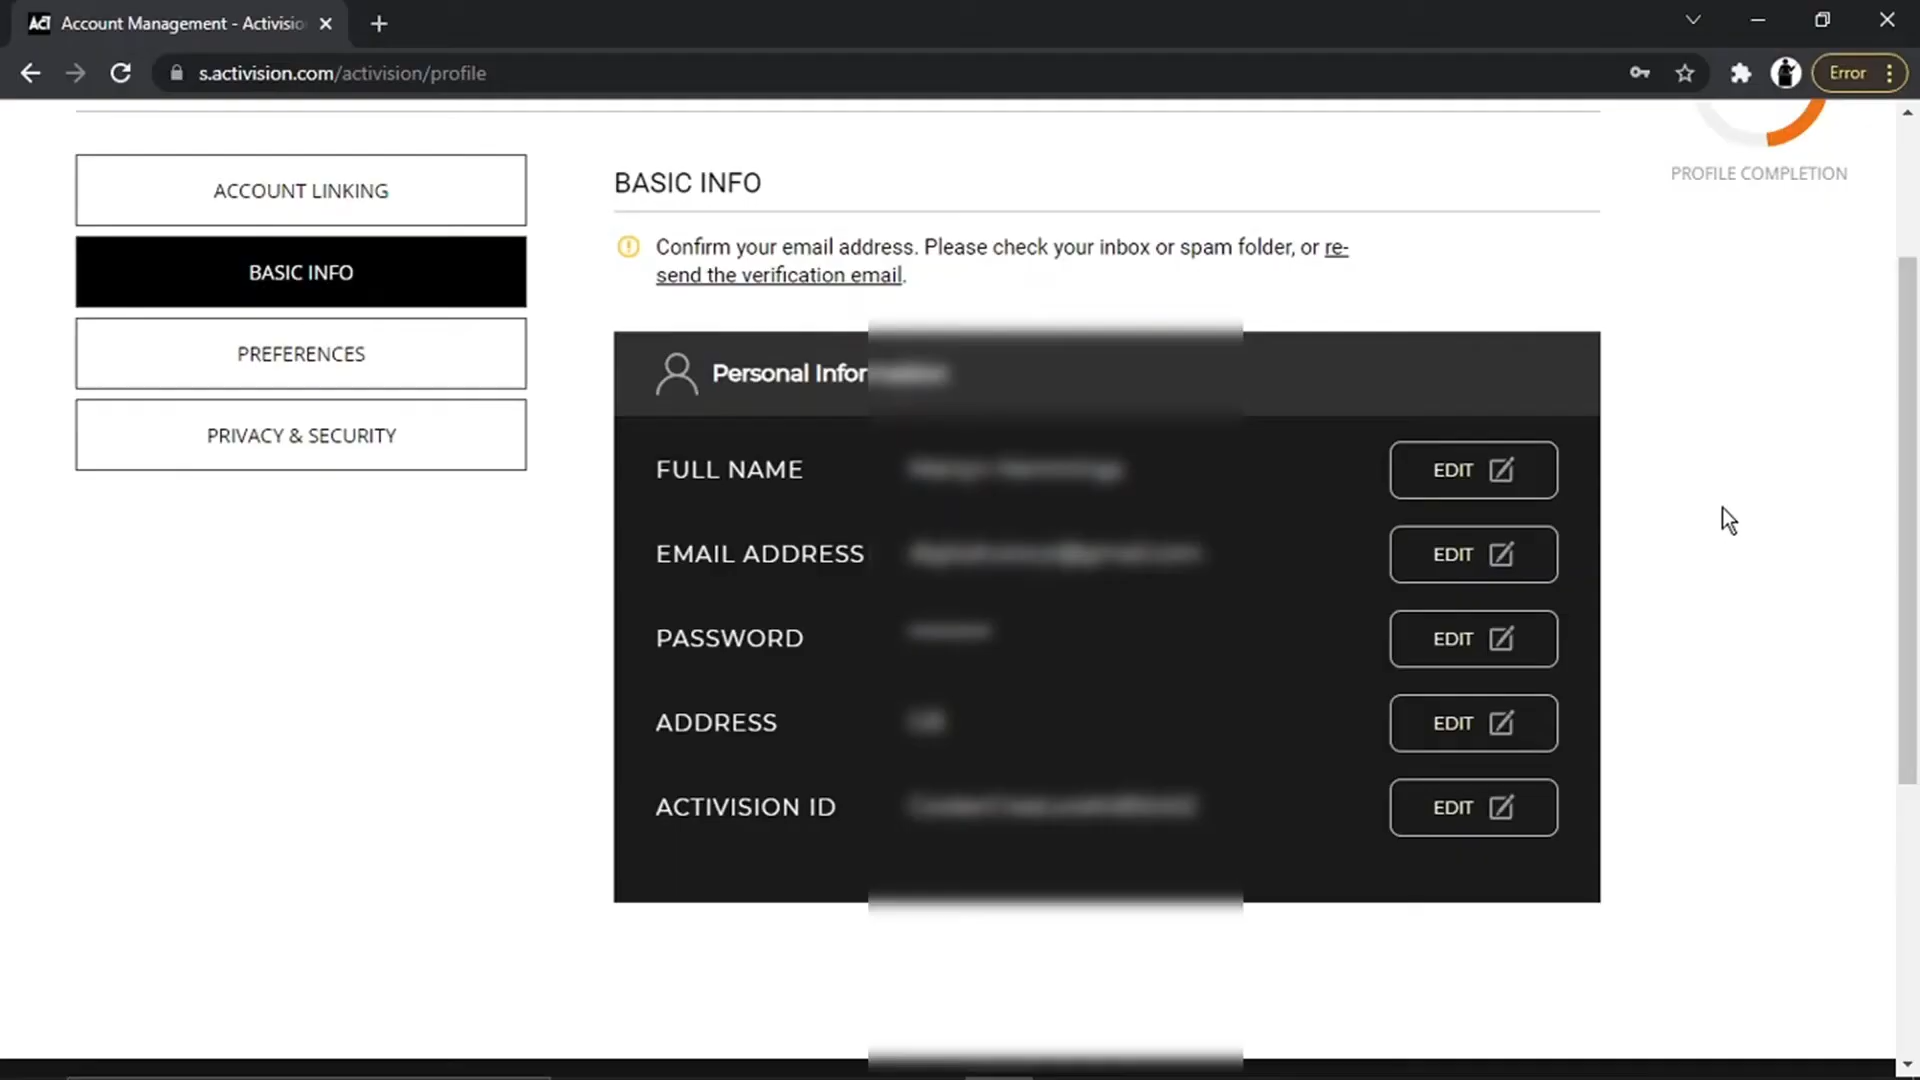 ACT Account Management - Activisio
s.activision.com/activision/profile
Error
PROFILE COMPLETION
ACCOUNT LINKING
BASIC INFO
PREFERENCES
PRIVACY & SECURITY
BASIC INFO
Confirm your email address. Please check your inbox or spam folder, or re-
send the verification email.
Personal Infor
FULL NAME EDIT
EMAIL ADDRESS EDIT
PASSWORD EDIT
ADDRESS EDIT
ACTIVISION ID EDIT